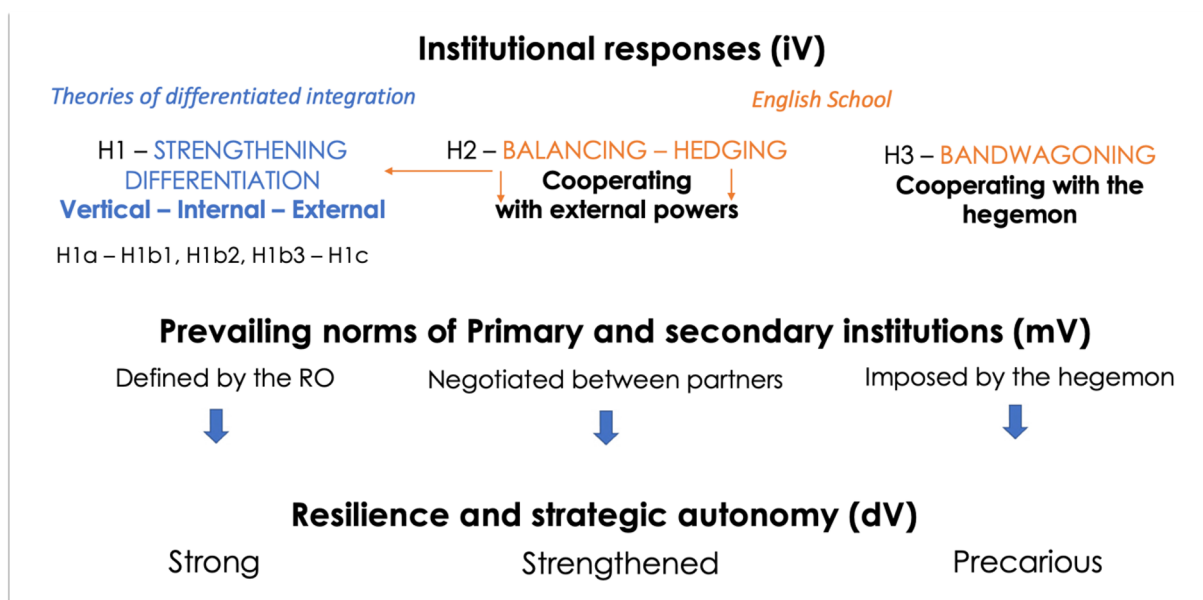 Institutional responses (iV)
Theories of differentiated integration
English School
H1 – STRENGTHENING
DIFFERENTIATION
Vertical – Internal – External
H1a – H1b1, H1b2, H1b3 – H1c
H2 – BALANCING – HEDGING
Cooperating
with external powers
H3 – BANDWAGONING
Cooperating with the
hegemon
Prevailing norms of Primary and secondary institutions (mV)
Defined by the RO
Negotiated between partners
Imposed by the hegemon
Resilience and strategic autonomy (dV)
Strong
Strengthened
Precarious